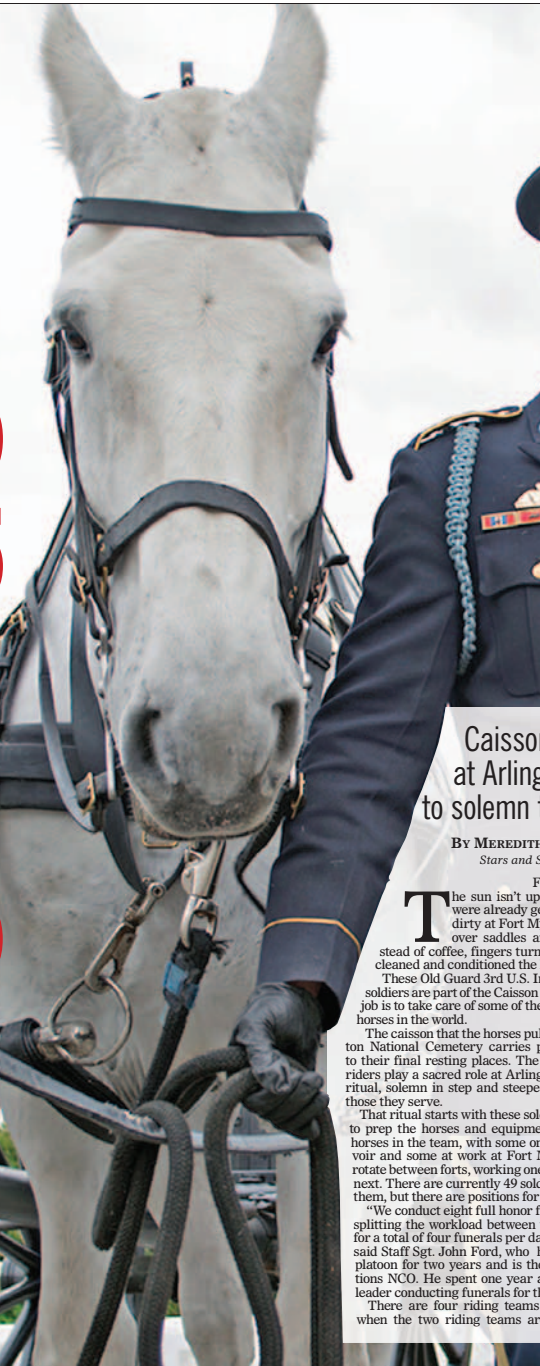 Caisson
at Arling
to solemn t
BY MEREDITH
Stars and S
F
The sun isn't up
were already ge
dirty at Fort M
over saddles a
stead of coffee, fingers turn
cleaned and conditioned the
These Old Guard 3rd U.S. In
soldiers are part of the Caisson
job is to take care of some of the
horses in the world.
The caisson that the horses pul
ton National Cemetery carries p
to their final resting places. The
riders play a sacred role at Arling
ritual, solemn in step and steepe
those they serve.
That ritual starts with these sol
to prep the horses and equipme
horses in the team, with some or
voir and some at work at Fort M
rotate between forts, working one
next. There are currently 49 sold
them, but there are positions for
"We conduct eight full honor f
splitting the workload between
for a total of four funerals per da
said Staff Sgt. John Ford, who h
platoon for two years and is the
tions NCO. He spent one year a
leader conducting funerals for th
There are four riding teams
when the two riding teams ar